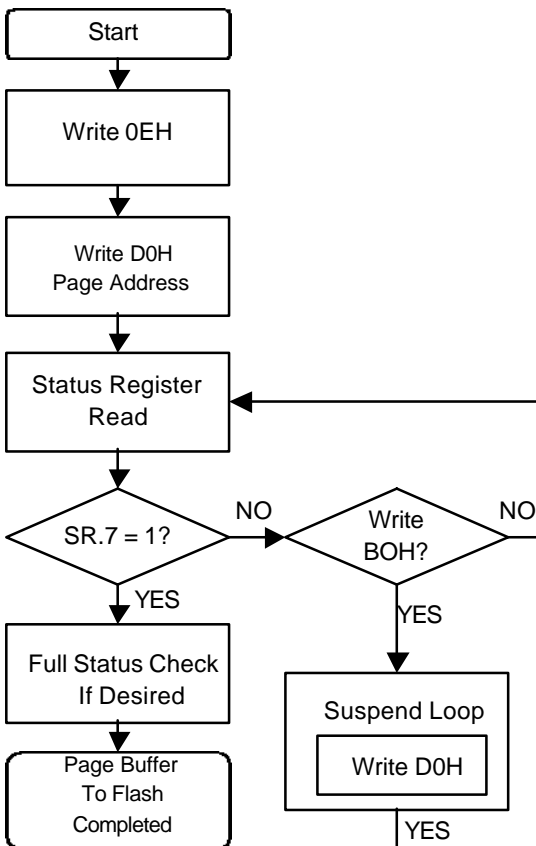 Start
Write 0EH
Write D0H
Page Address
Status Register
Read
SR.7 = 1?
NO
Write
BOH?
NO
YES
YES
Full Status Check
If Desired
Suspend Loop
Write D0H
Page Buffer
To Flash
Completed
YES